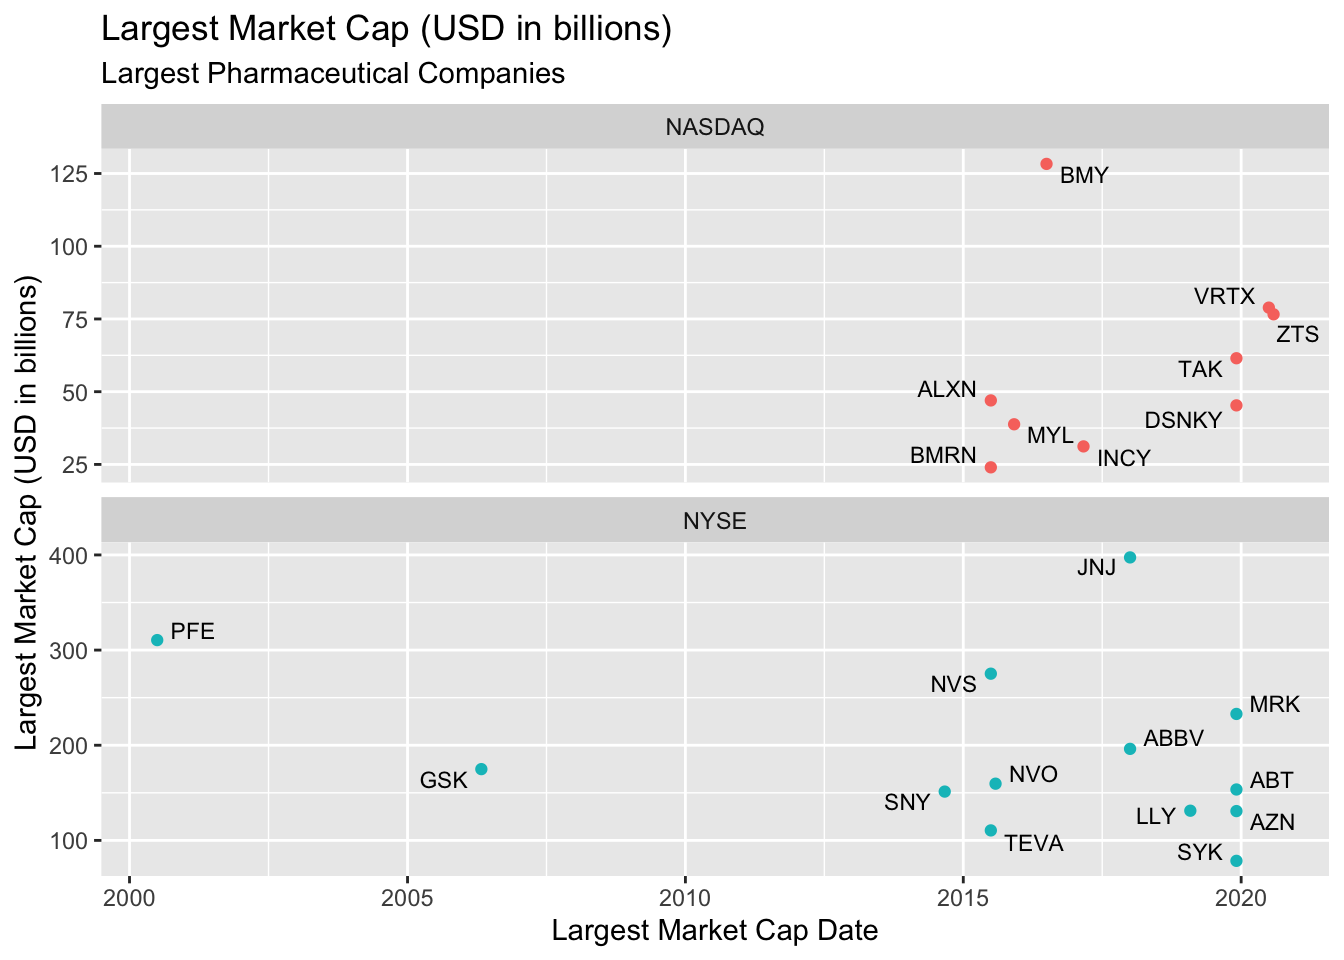 Largest Market Cap (USD in billions)
Largest Pharmaceutical Companies
Largest Market Cap (USD in billions)
NASDAQ
125
100
75
50
25
BMY
VRTX
ZTS
TAK
ALXN
DSNKY
MYL
BMRN
INCY
NYSE
400
300
200
100
JNJ
PFE
NVS
MRK
ABBV
GSK
NVO
ABT
SNY
LLY
AZN
TEVA
SYK
2000 2005 2010 2015 2020
Largest Market Cap Date